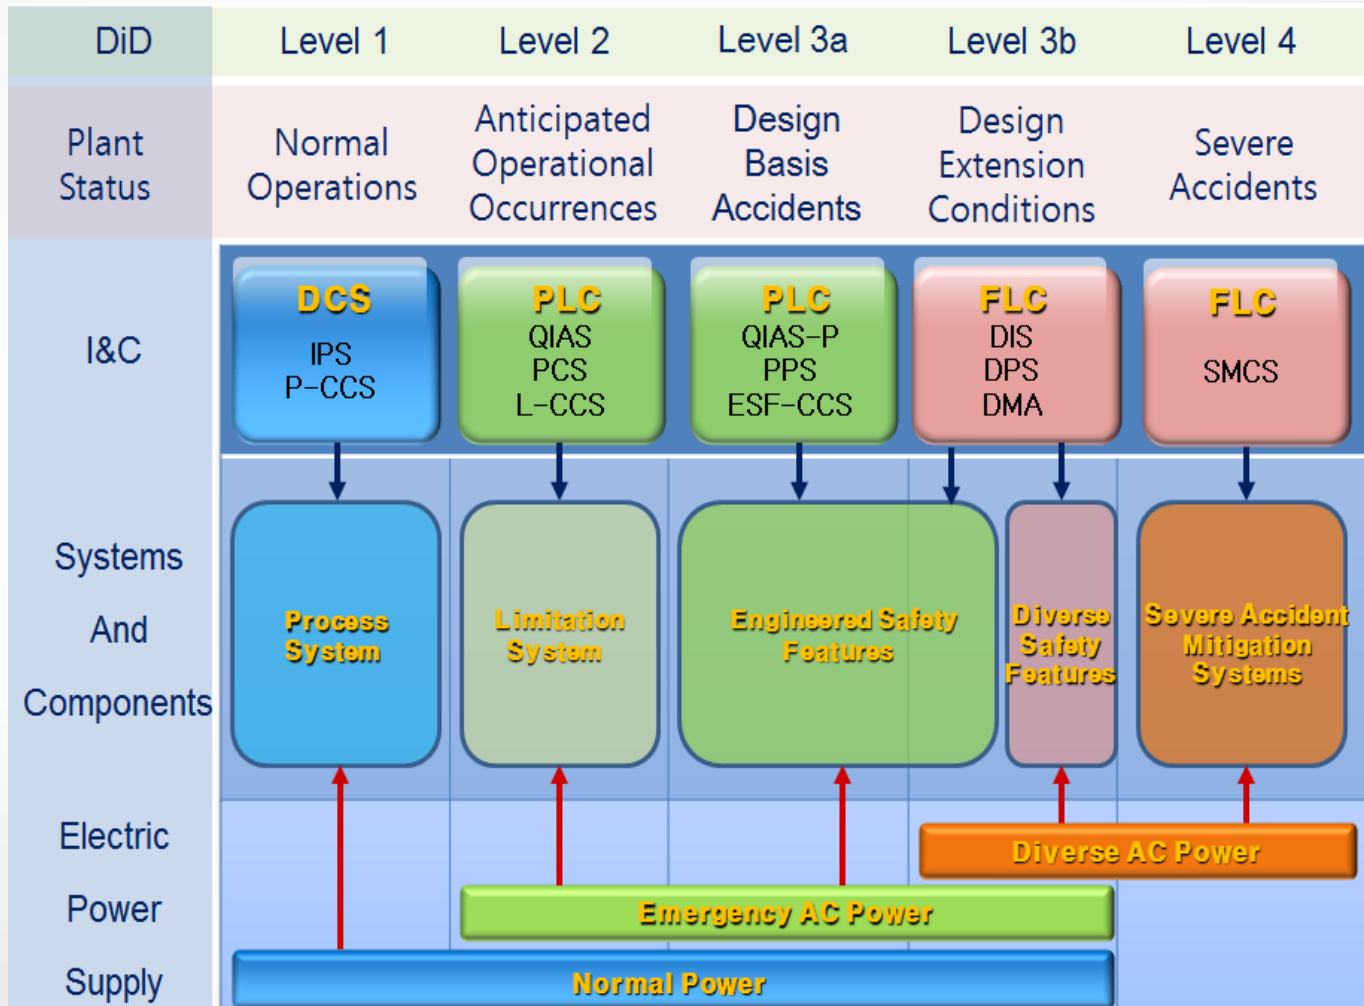 DiD Level 1 Level 2 Level 3a Level 3b Level 4
Plant
Status
Normal
Operations
Anticipated
Operational
Occurrences
Design
Basis
Accidents
Design
Extension
Conditions
Severe
Accidents
I&C
DCS
IPS
P-CCS
PLC
QIAS
PCS
L-CCS
PLC
QIAS-P
PPS
ESF-CCS
FLC
DIS
DPS
DMA
FLC
SMCS
Systems
And
Components
Process
System
Limitation
System
Engineered Safety
Features
Diverse
Safety
Features
Severe Accident
Mitigation
Systems
Electric
Power
Supply
Diverse AC Power
Emergency AC Power
Normal Power